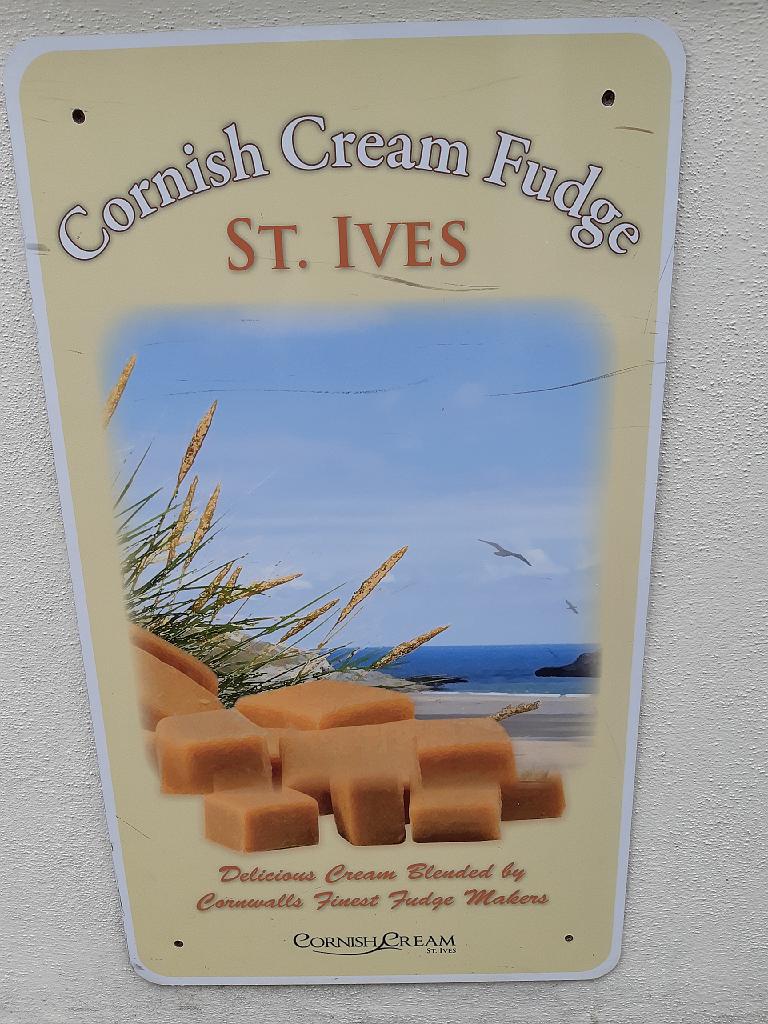 Cornish Cream Fudge
ST. IVES
Delicious Cream Blended by
Cornwalls Finest Fudge Makers
CORNISH CREAM
ST. IVES